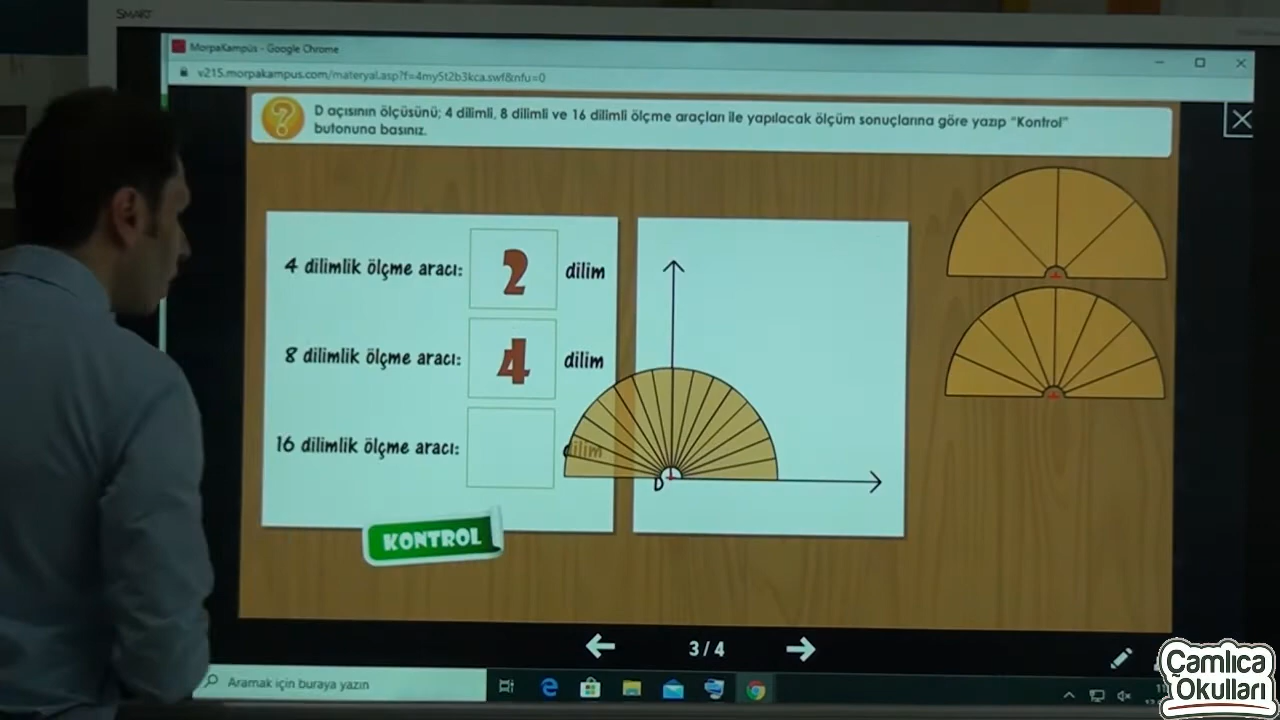 SMART
MorpaKampüs - Google Chrome
v215.morpakampus.com/materyal.asp?f=4my5t2b3kca.swf&nfu=0
D açısının ölçüsünü; 4 dilimli, 8 dilimli ve 16 dilimli ölçme araçları ile yapılacak ölçüm sonuçlarına göre yazıp "Kontrol"
butonuna basınız.
4 dilimlik ölçme aracı: 2 dilim
8 dilimlik ölçme aracı: 4 dilim
16 dilimlik ölçme aracı: dilim
D
KONTROL
3 / 4
Aramak için buraya yazın
Çamlıca
Okulları